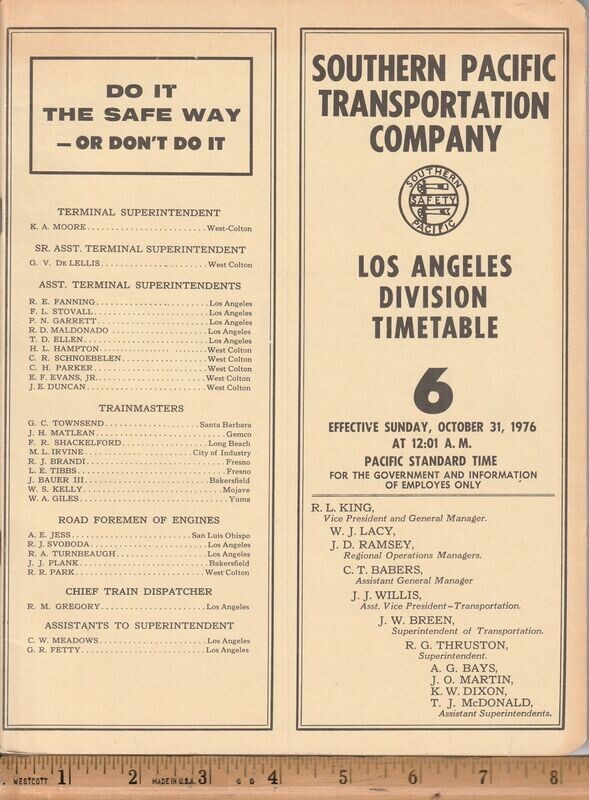 DO IT
THE SAFE WAY
— OR DON'T DO IT
TERMINAL SUPERINTENDENT
K. A. MOORE West-Colton
SR. ASST. TERMINAL SUPERINTENDENT
G. V. DE LELLIS West Colton
ASST. TERMINAL SUPERINTENDENTS
R. E. FANNING Los Angeles
F. L. STOVALL Los Angeles
P. N. GARRETT Los Angeles
R. D. MALDONADO Los Angeles
T. D. ELLEN Los Angeles
H. L. HAMPTON West Colton
C. R. SCHNOEBELEN West Colton
C. H. PARKER West Colton
E. F. EVANS, JR. West Colton
J. E. DUNCAN West Colton
TRAINMASTERS
G. C. TOWNSEND Santa Barbara
J. H. MATLEAN Gemco
F. R. SHACKELFORD Long Beach
M. L. IRVINE City of Industry
R. J. BRANDI Fresno
L. E. TIBBS Fresno
J. BAUER III Bakersfield
W. S. KELLY Mojave
W. A. GILES Yuma
ROAD FOREMEN OF ENGINES
A. E. JESS San Luis Obispo
R. J. SVOBODA Los Angeles
R. A. TURNBEAUGH Los Angeles
J. J. PLANK Bakersfield
R. R. PARK West Colton
CHIEF TRAIN DISPATCHER
R. M. GREGORY Los Angeles
ASSISTANTS TO SUPERINTENDENT
C. W. MEADOWS Los Angeles
G. R. FETTY Los Angeles
SOUTHERN PACIFIC
TRANSPORTATION
COMPANY
SOUTHERN
SAFETY
PACIFIC
LOS ANGELES
DIVISION
TIMETABLE
6
EFFECTIVE SUNDAY, OCTOBER 31, 1976
AT 12:01 A. M.
PACIFIC STANDARD TIME
FOR THE GOVERNMENT AND INFORMATION
OF EMPLOYES ONLY
R. L. KING,
Vice President and General Manager.
W. J. LACY,
J. D. RAMSEY,
Regional Operations Managers.
C. T. BABERS,
Assistant General Manager
J. J. WILLIS,
Asst. Vice President—Transportation.
J. W. BREEN,
Superintendent of Transportation.
R. G. THRUSTON,
Superintendent.
A. G. BAYS,
J. O. MARTIN,
K. W. DIXON,
T. J. McDONALD,
Assistant Superintendents.
WESTCOTT 1 2 MADE IN U.S.A. 3 4 5 6 7 8